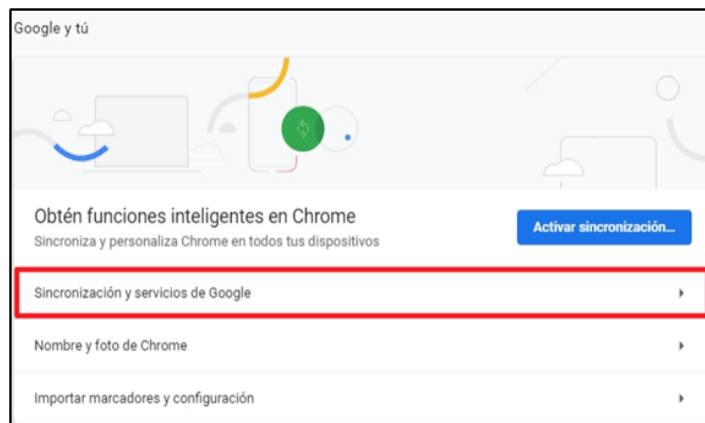 Google y tú
Obtén funciones inteligentes en Chrome
Sincroniza y personaliza Chrome en todos tus dispositivos
Activar sincronización...
Sincronización y servicios de Google
Nombre y foto de Chrome
Importar marcadores y configuración